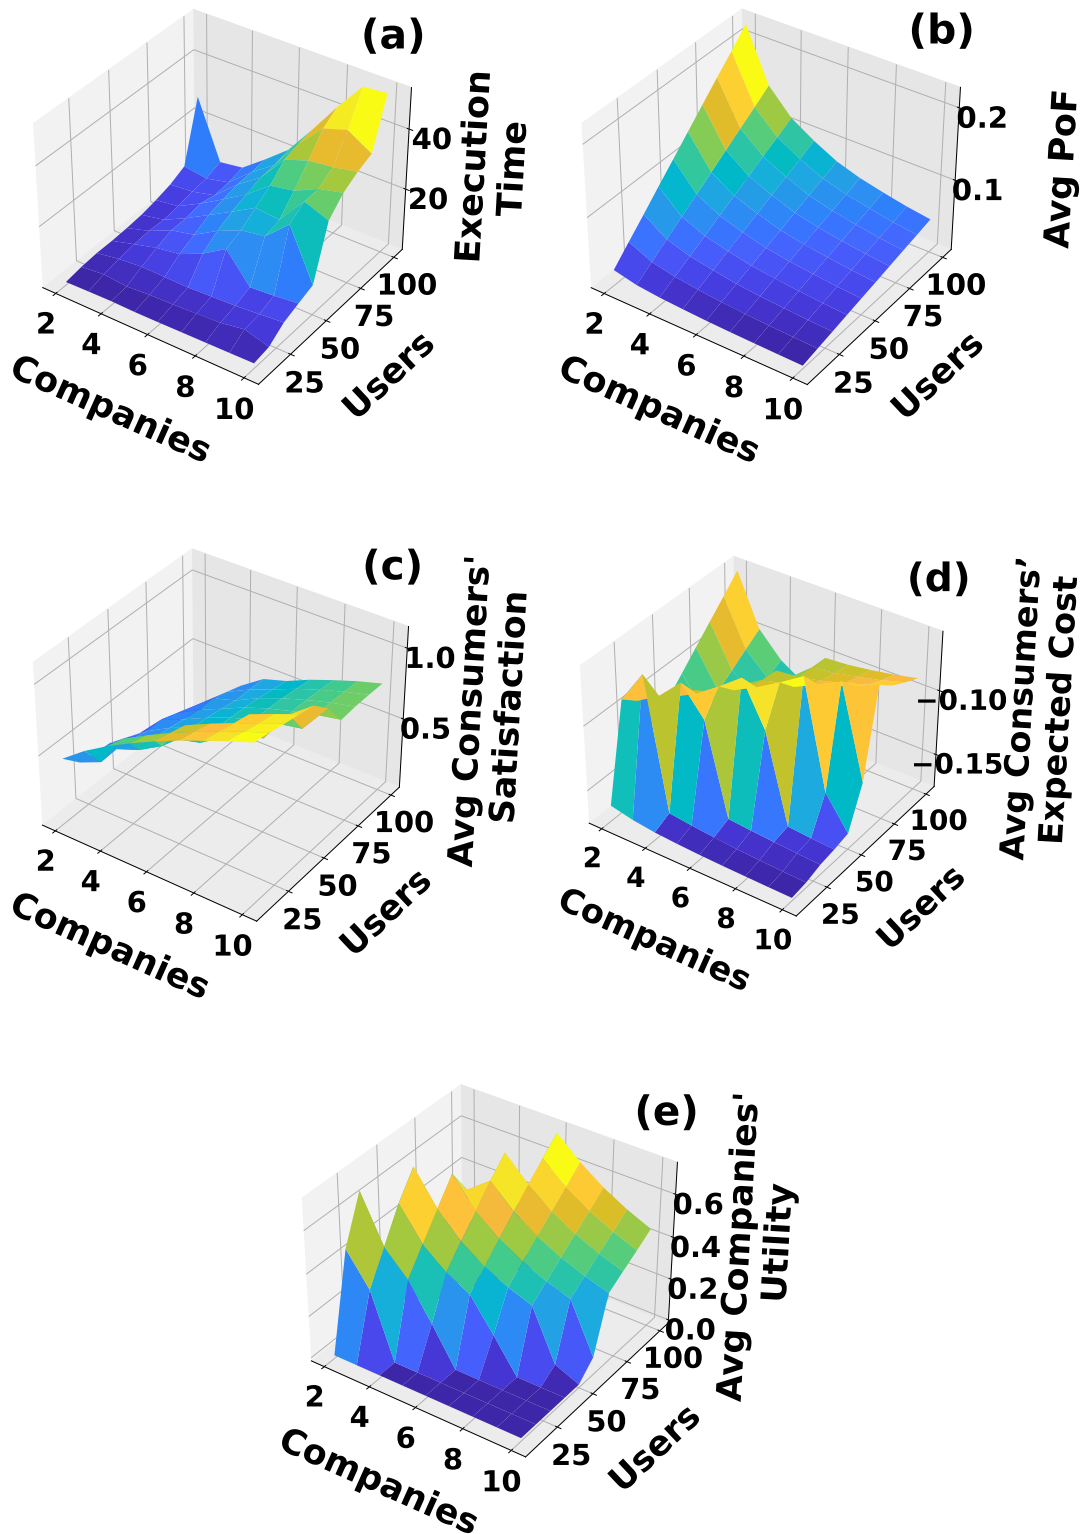 (a)
Execution
Time
40
20
2
4
6
8
10
Companies
25
50
75
100
Users
(b)
Avg PoF
0.2
0.1
2
4
6
8
10
Companies
25
50
75
100
Users
(c)
Avg Consumers'
Satisfaction
1.0
0.5
2
4
6
8
10
Companies
25
50
75
100
Users
(d)
Avg Consumers’
Expected Cost
−0.10
−0.15
2
4
6
8
10
Companies
25
50
75
100
Users
(e)
Avg Companies'
Utility
0.6
0.4
0.2
0.0
2
4
6
8
10
Companies
25
50
75
100
Users